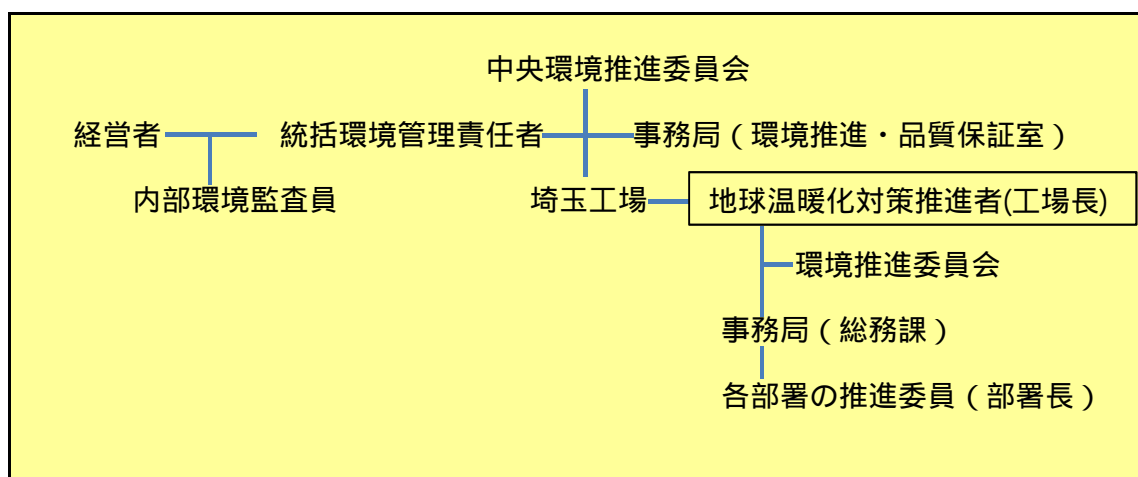 中央環境推進委員会
経営者 統括環境管理責任者 事務局（環境推進・品質保証室）
内部環境監査員 埼玉工場 地球温暖化対策推進者(工場長)
環境推進委員会
事務局（総務課）
各部署の推進委員（部署長）